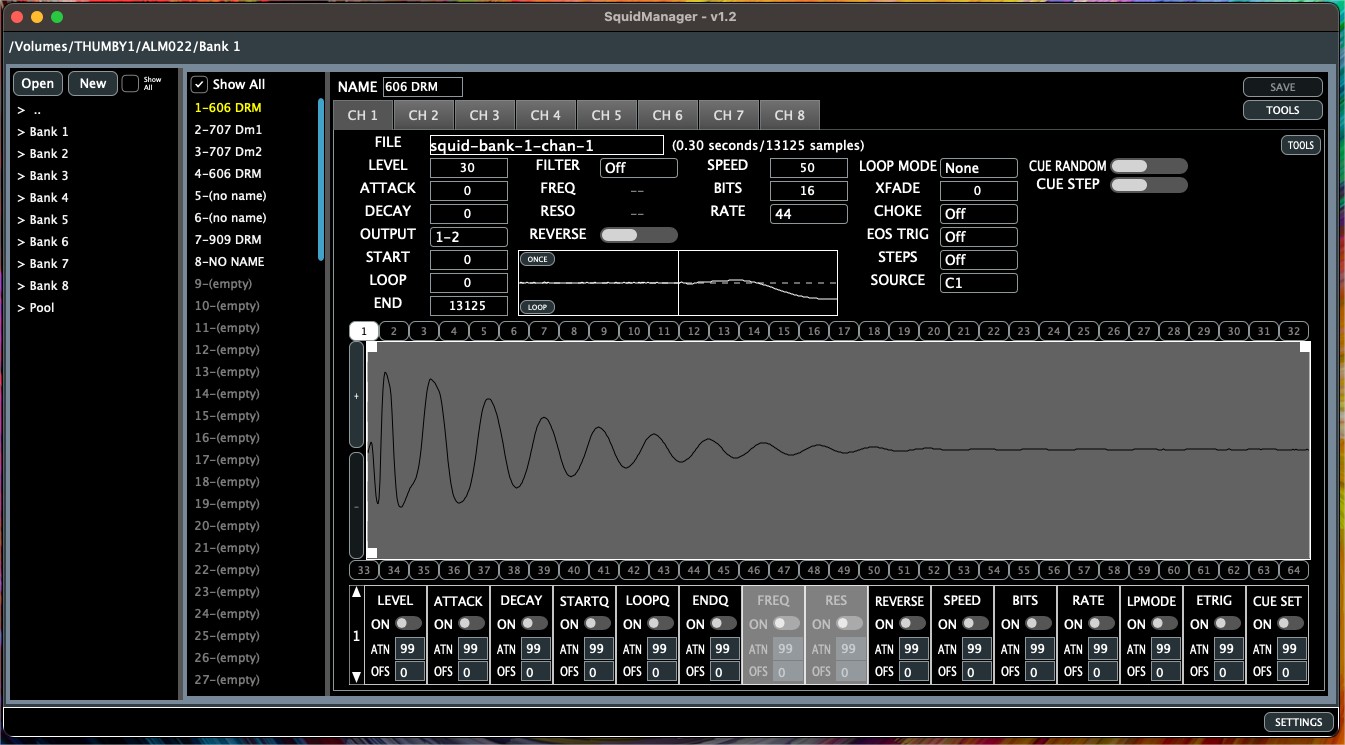 SquidManager - v1.2
/Volumes/THUMBY1/ALM022/Bank 1
Open New Show All
> ..
> Bank 1
> Bank 2
> Bank 3
> Bank 4
> Bank 5
> Bank 6
> Bank 7
> Bank 8
> Pool
Show All
1-606 DRM
2-707 Dm1
3-707 Dm2
4-606 DRM
5-(no name)
6-(no name)
7-909 DRM
8-NO NAME
9-(empty)
10-(empty)
11-(empty)
12-(empty)
13-(empty)
14-(empty)
15-(empty)
16-(empty)
17-(empty)
18-(empty)
19-(empty)
20-(empty)
21-(empty)
22-(empty)
23-(empty)
24-(empty)
25-(empty)
26-(empty)
27-(empty)
NAME 606 DRM SAVE
TOOLS
CH 1 CH 2 CH 3 CH 4 CH 5 CH 6 CH 7 CH 8
FILE squid-bank-1-chan-1 (0.30 seconds/13125 samples) TOOLS
LEVEL 30 FILTER Off SPEED 50 LOOP MODE None CUE RANDOM
ATTACK 0 FREQ -- BITS 16 XFADE 0 CUE STEP
DECAY 0 RESO -- RATE 44 CHOKE Off
OUTPUT 1-2 REVERSE EOS TRIG Off
START 0 ONCE STEPS Off
LOOP 0 SOURCE C1
END 13125 LOOP
1 2 3 4 5 6 7 8 9 10 11 12 13 14 15 16 17 18 19 20 21 22 23 24 25 26 27 28 29 30 31 32
+
-
33 34 35 36 37 38 39 40 41 42 43 44 45 46 47 48 49 50 51 52 53 54 55 56 57 58 59 60 61 62 63 64
LEVEL ATTACK DECAY STARTQ LOOPQ ENDQ FREQ RES REVERSE SPEED BITS RATE LPMODE ETRIG CUE SET
ON ON ON ON ON ON ON ON ON ON ON ON ON ON ON
1
ATN 99 ATN 99 ATN 99 ATN 99 ATN 99 ATN 99 ATN 99 ATN 99 ATN 99 ATN 99 ATN 99 ATN 99 ATN 99 ATN 99 ATN 99
OFS 0 OFS 0 OFS 0 OFS 0 OFS 0 OFS 0 OFS 0 OFS 0 OFS 0 OFS 0 OFS 0 OFS 0 OFS 0 OFS 0 OFS 0
SETTINGS